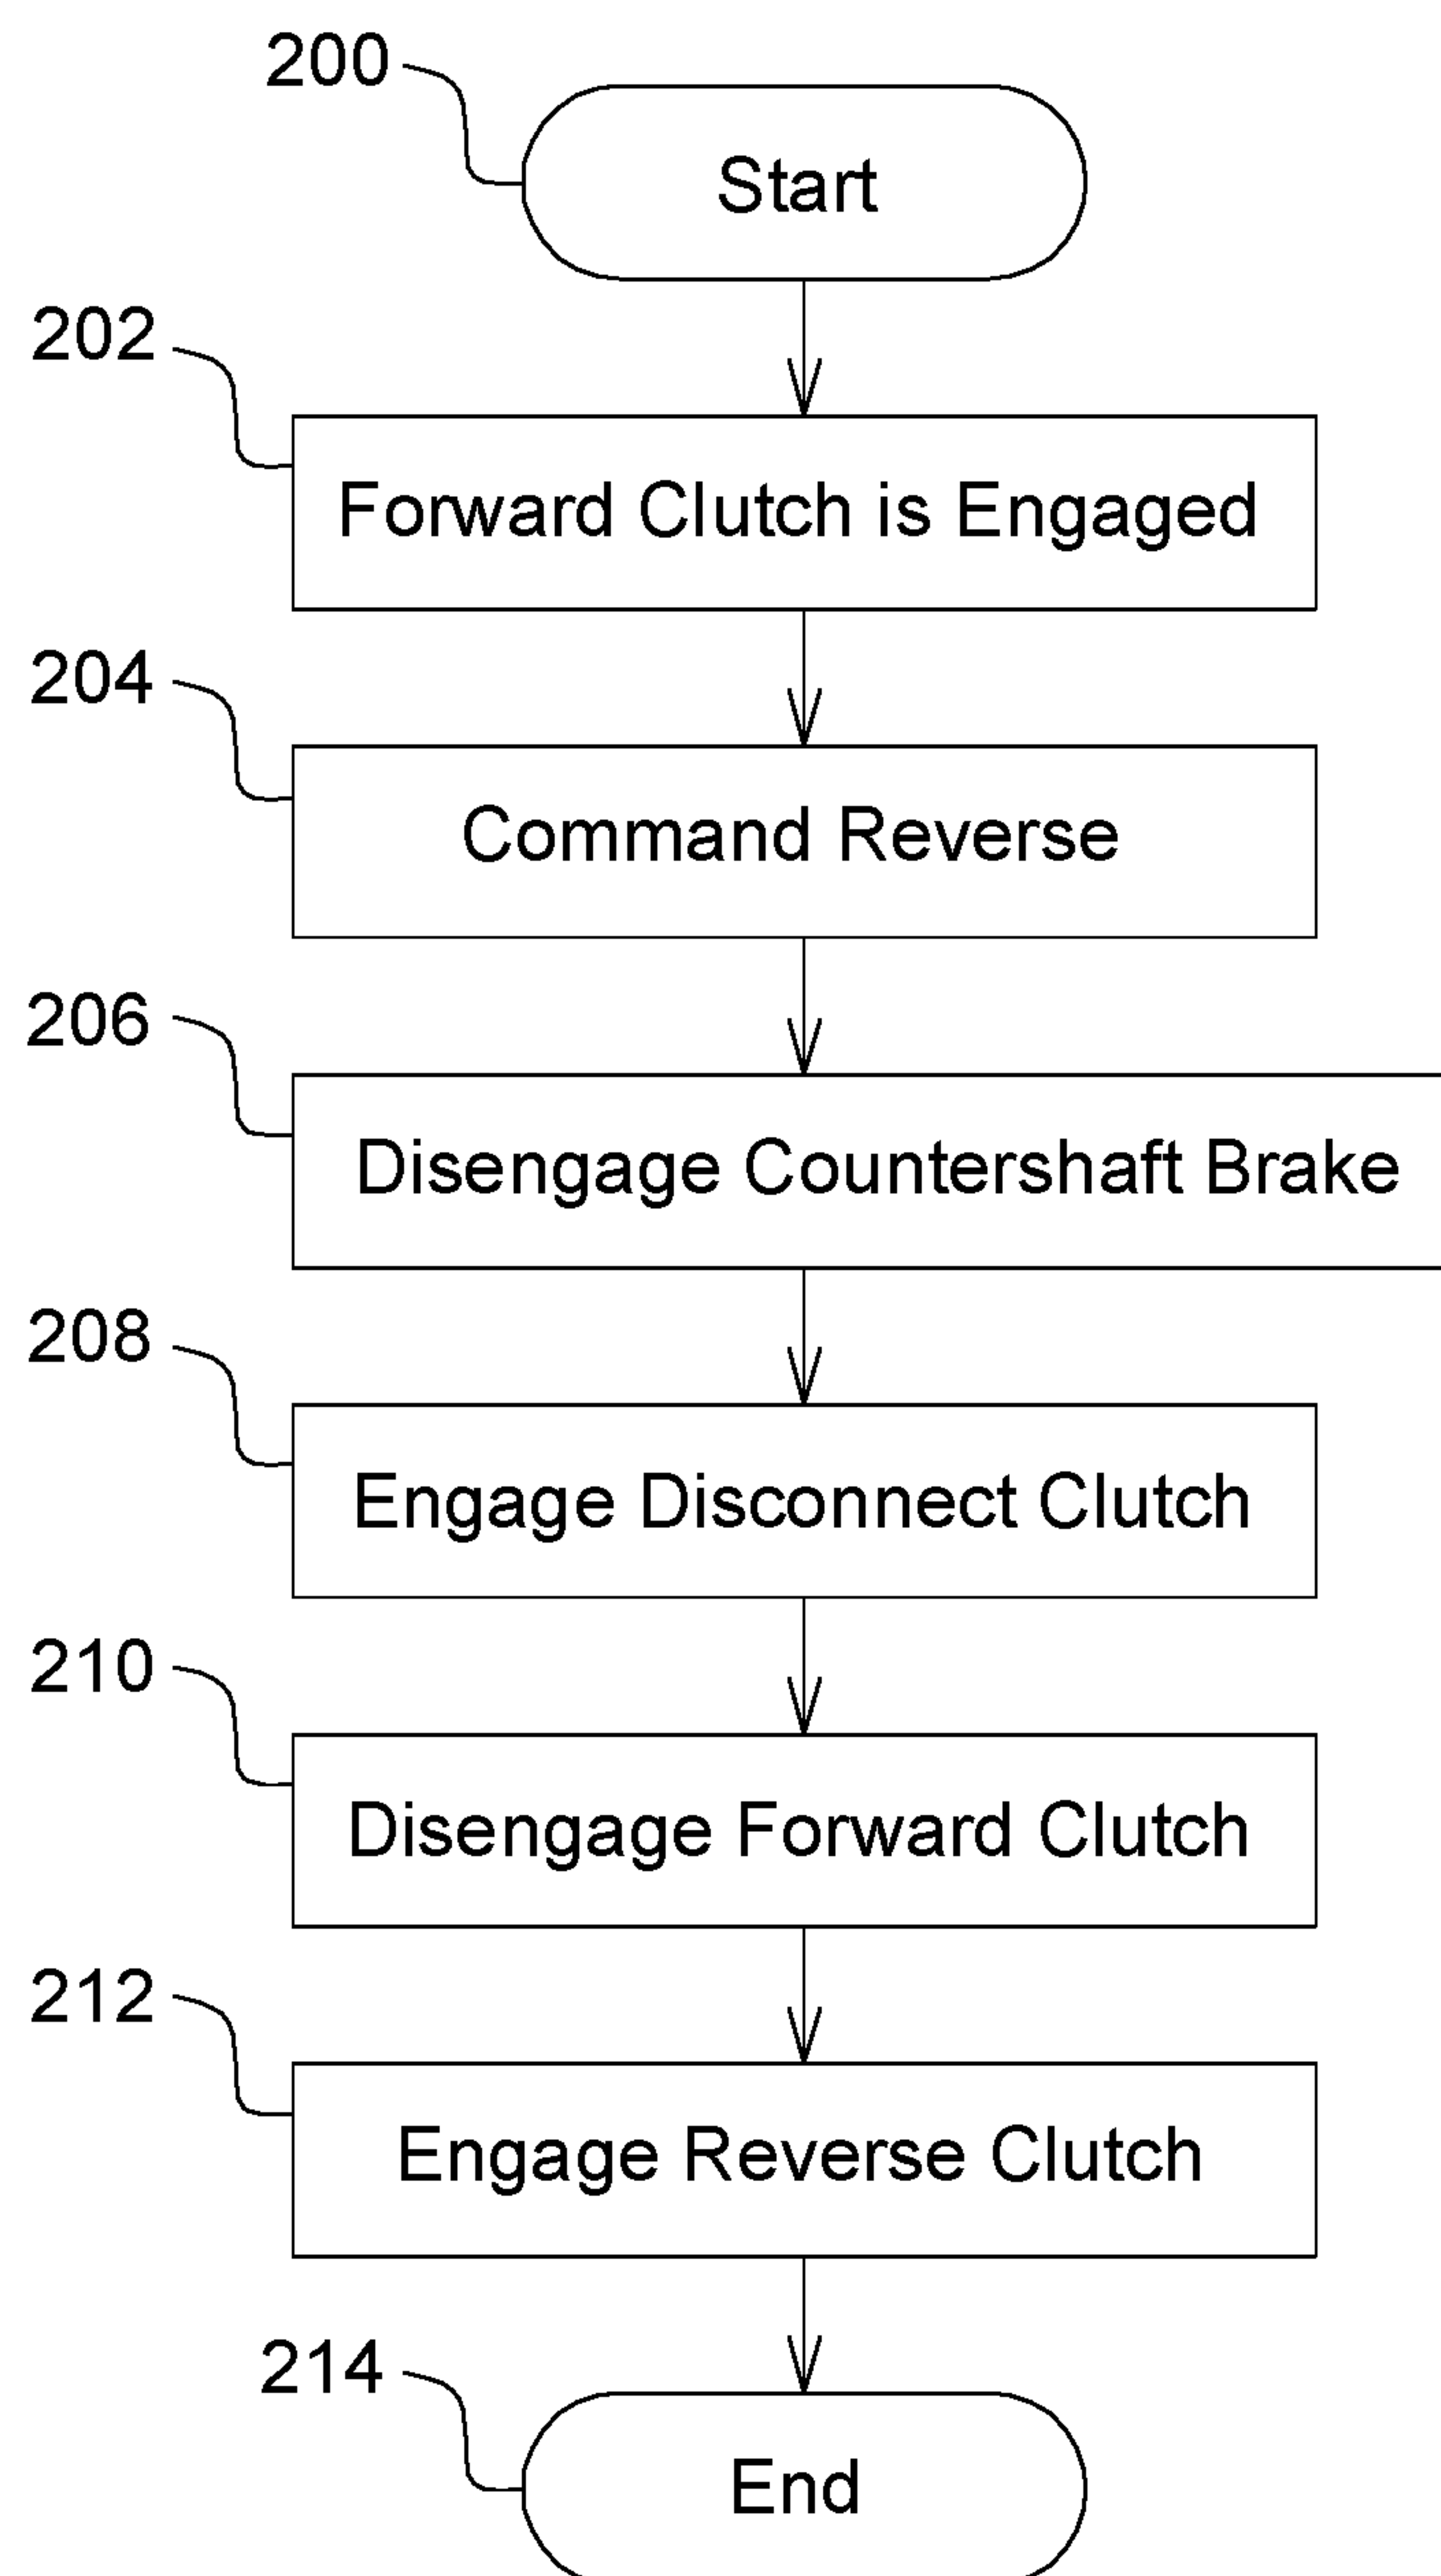 200
Start
202
Forward Clutch is Engaged
204
Command Reverse
206
Disengage Countershaft Brake
208
Engage Disconnect Clutch
210
Disengage Forward Clutch
212
Engage Reverse Clutch
214
End